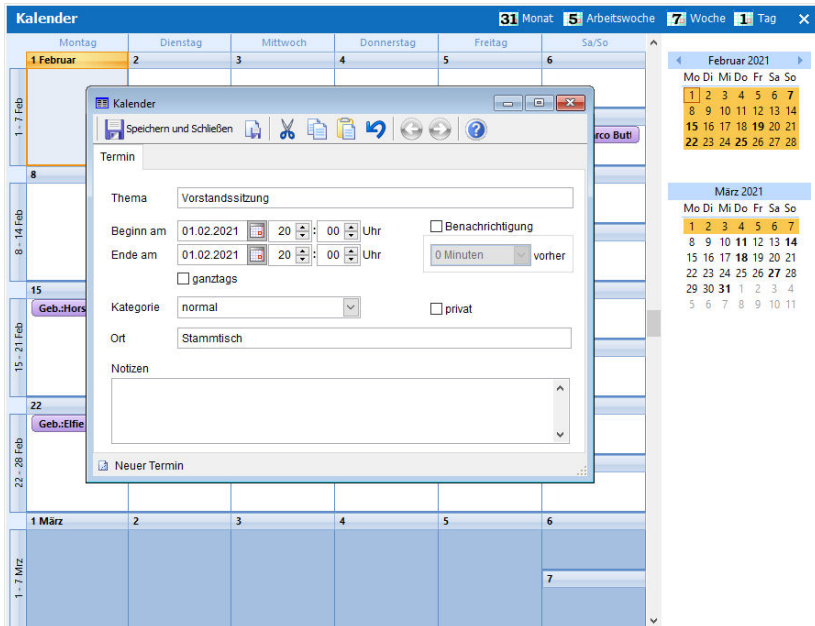 Kalender
31 Monat 5 Arbeitswoche 7 Woche 1 Tag
Montag Dienstag Mittwoch Donnerstag Freitag Sa/So
1 Februar 2 3 4 5 6
1 - 7 Feb
Kalender
Speichern und Schließen
Termin
Thema Vorstandssitzung
Beginn am 01.02.2021 20 : 00 Uhr
Benachrichtigung
Ende am 01.02.2021 20 : 00 Uhr
0 Minuten vorher
ganztags
Kategorie normal
privat
Ort Stammtisch
Notizen
Neuer Termin
rco Butt
8
8 - 14 Feb
15
Geb.:Hors
15 - 21 Feb
22
Geb.:Elfie
22 - 28 Feb
1 März 2 3 4 5 6
7
1 - 7 Mrz
Februar 2021
Mo Di Mi Do Fr Sa So
1 2 3 4 5 6 7
8 9 10 11 12 13 14
15 16 17 18 19 20 21
22 23 24 25 26 27 28
März 2021
Mo Di Mi Do Fr Sa So
1 2 3 4 5 6 7
8 9 10 11 12 13 14
15 16 17 18 19 20 21
22 23 24 25 26 27 28
29 30 31 1 2 3 4
5 6 7 8 9 10 11